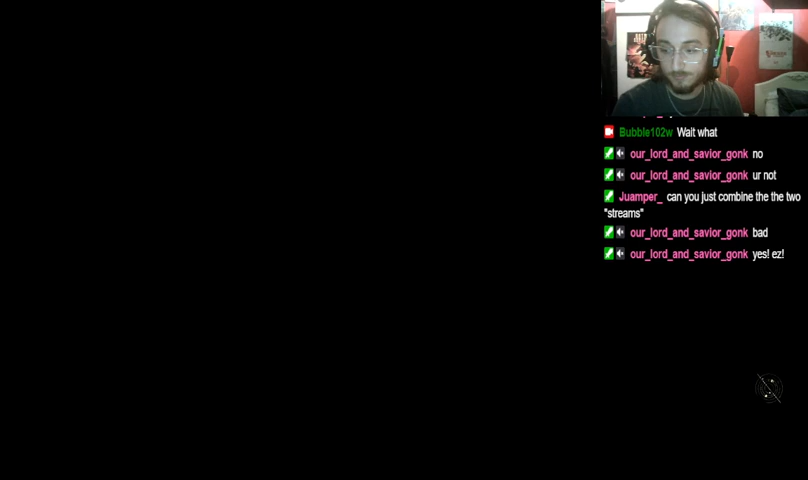 Bubble102w Wait what
our_lord_and_savior_gonk no
our_lord_and_savior_gonk ur not
Juamper_ can you just combine the the two
"streams"
our_lord_and_savior_gonk bad
our_lord_and_savior_gonk yes! ez!